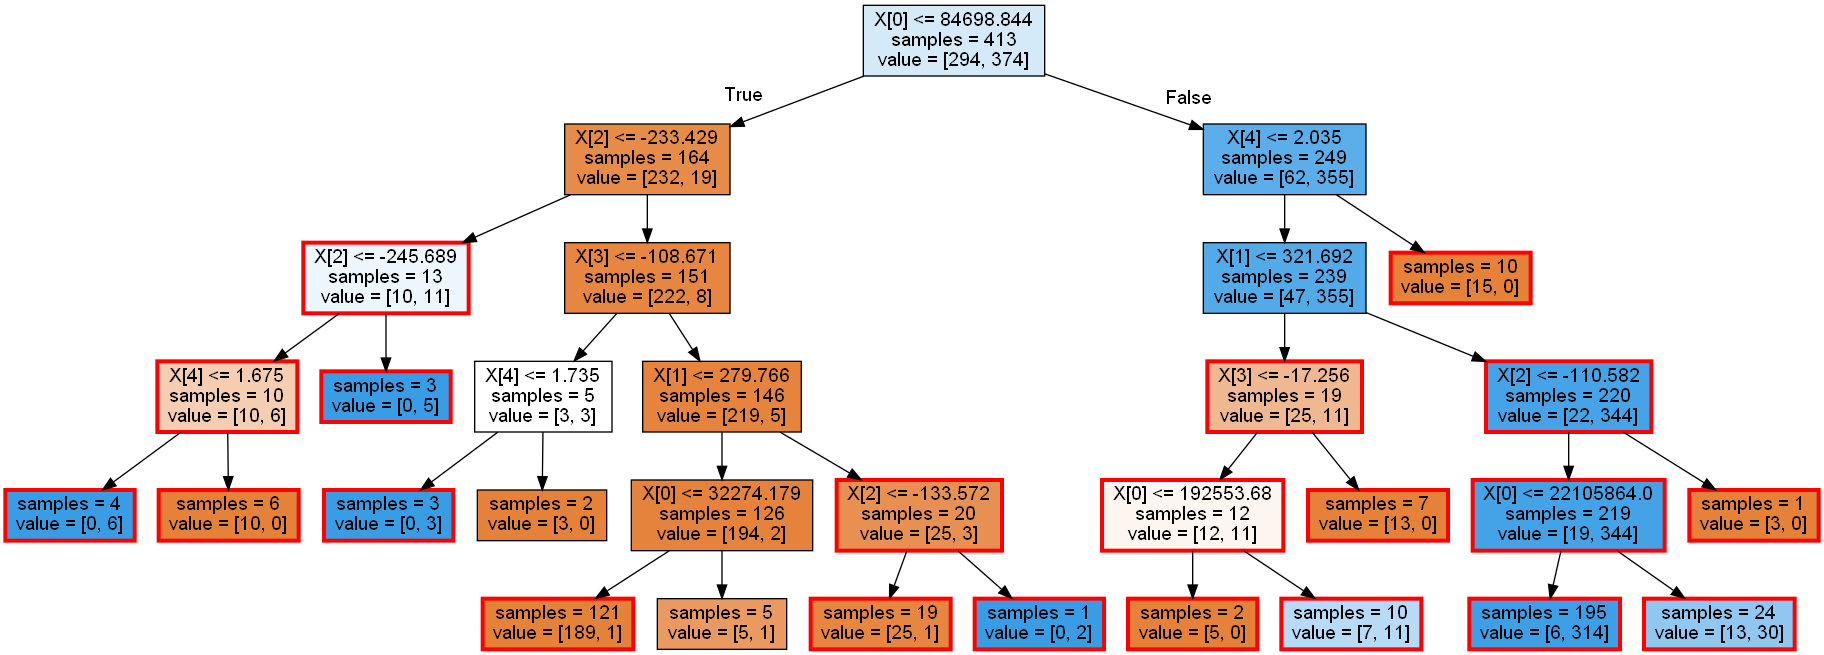 X[0] <= 84698.844
samples = 413
value = [294, 374]
True
False
X[2] <= -233.429
samples = 164
value = [232, 19]
X[4] <= 2.035
samples = 249
value = [62, 355]
X[2] <= -245.689
samples = 13
value = [10, 11]
X[3] <= -108.671
samples = 151
value = [222, 8]
X[1] <= 321.692
samples = 239
value = [47, 355]
samples = 10
value = [15, 0]
X[4] <= 1.675
samples = 10
value = [10, 6]
samples = 3
value = [0, 5]
X[4] <= 1.735
samples = 5
value = [3, 3]
X[1] <= 279.766
samples = 146
value = [219, 5]
X[3] <= -17.256
samples = 19
value = [25, 11]
X[2] <= -110.582
samples = 220
value = [22, 344]
samples = 4
value = [0, 6]
samples = 6
value = [10, 0]
samples = 3
value = [0, 3]
samples = 2
value = [3, 0]
X[0] <= 32274.179
samples = 126
value = [194, 2]
X[2] <= -133.572
samples = 20
value = [25, 3]
X[0] <= 192553.68
samples = 12
value = [12, 11]
samples = 7
value = [13, 0]
X[0] <= 22105864.0
samples = 219
value = [19, 344]
samples = 1
value = [3, 0]
samples = 121
value = [189, 1]
samples = 5
value = [5, 1]
samples = 19
value = [25, 1]
samples = 1
value = [0, 2]
samples = 2
value = [5, 0]
samples = 10
value = [7, 11]
samples = 195
value = [6, 314]
samples = 24
value = [13, 30]